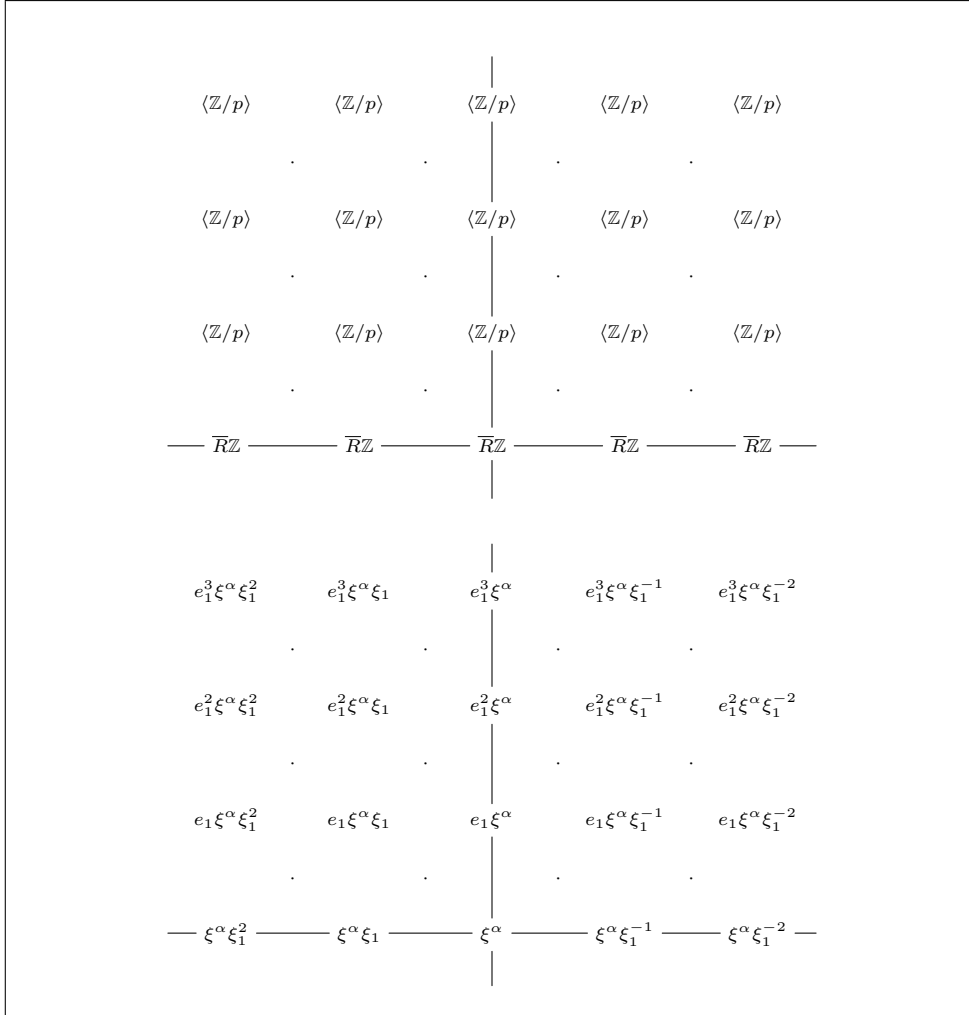 ⟨ℤ/p⟩ ⟨ℤ/p⟩ ⟨ℤ/p⟩ ⟨ℤ/p⟩ ⟨ℤ/p⟩
. . . .
⟨ℤ/p⟩ ⟨ℤ/p⟩ ⟨ℤ/p⟩ ⟨ℤ/p⟩ ⟨ℤ/p⟩
. . . .
⟨ℤ/p⟩ ⟨ℤ/p⟩ ⟨ℤ/p⟩ ⟨ℤ/p⟩ ⟨ℤ/p⟩
. . . .
R̅ℤ R̅ℤ R̅ℤ R̅ℤ R̅ℤ
e₁³ξ^αξ₁² e₁³ξ^αξ₁ e₁³ξ^α e₁³ξ^αξ₁⁻¹ e₁³ξ^αξ₁⁻²
. . . .
e₁²ξ^αξ₁² e₁²ξ^αξ₁ e₁²ξ^α e₁²ξ^αξ₁⁻¹ e₁²ξ^αξ₁⁻²
. . . .
e₁ξ^αξ₁² e₁ξ^αξ₁ e₁ξ^α e₁ξ^αξ₁⁻¹ e₁ξ^αξ₁⁻²
. . . .
ξ^αξ₁² ξ^αξ₁ ξ^α ξ^αξ₁⁻¹ ξ^αξ₁⁻²